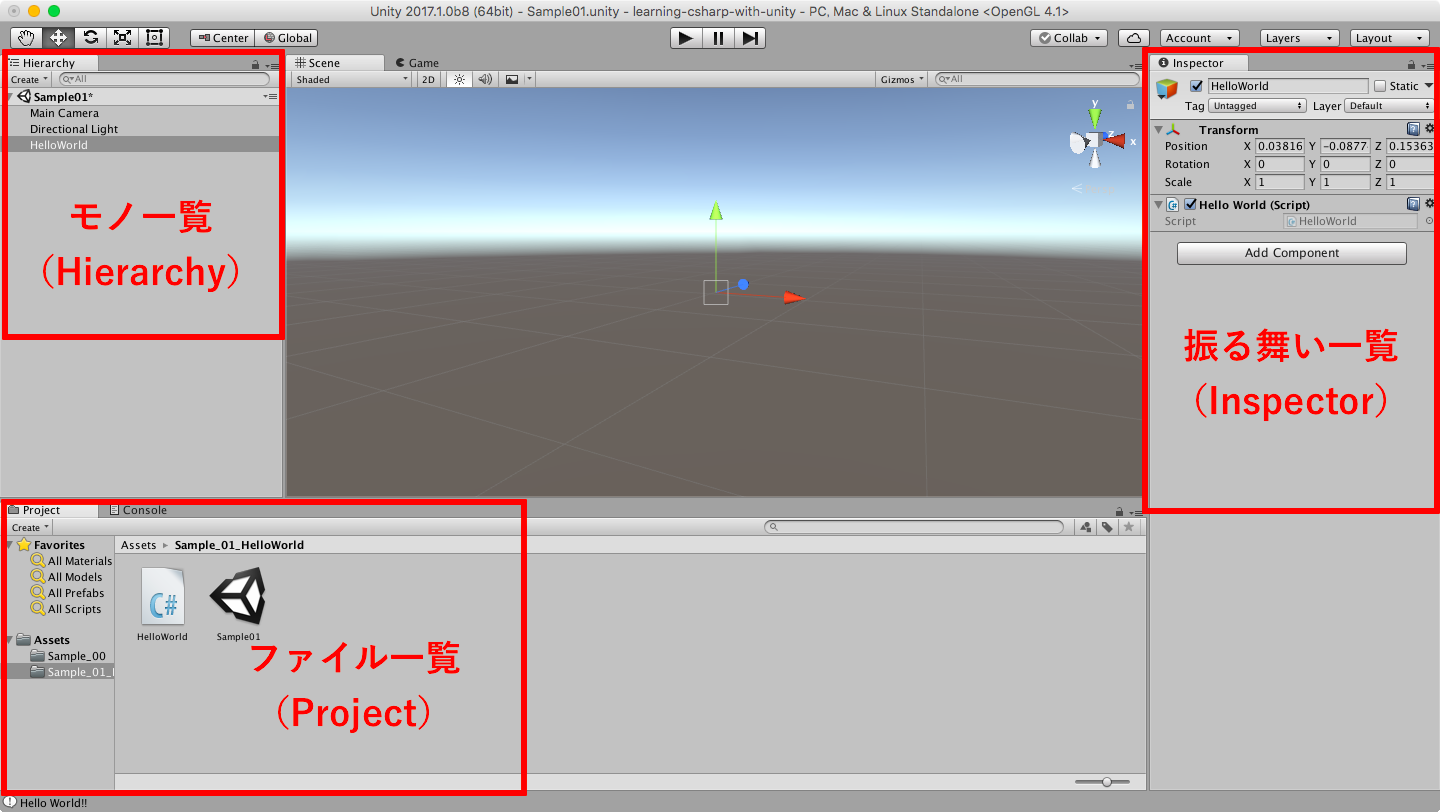 Unity 2017.1.0b8 (64bit) - Sample01.unity - learning-csharp-with-unity - PC, Mac & Linux Standalone <OpenGL 4.1>
Center Global Collab Account Layers Layout
Hierarchy
Create All
Sample01*
Main Camera
Directional Light
HelloWorld
モノ一覧
（Hierarchy）
Scene Game
Shaded 2D Gizmos All
y
z
x
Inspector
HelloWorld Static
Tag Untagged Layer Default
Transform
Position X 0.03816 Y -0.0877 Z 0.15363
Rotation X 0 Y 0 Z 0
Scale X 1 Y 1 Z 1
C# Hello World (Script)
Script HelloWorld
Add Component
振る舞い一覧
（Inspector）
Project Console
Create
Favorites
All Materials
All Models
All Prefabs
All Scripts
Assets
Sample_00
Sample_01_
Assets Sample_01_HelloWorld
C#
HelloWorld Sample01
ファイル一覧
（Project）
Hello World!!